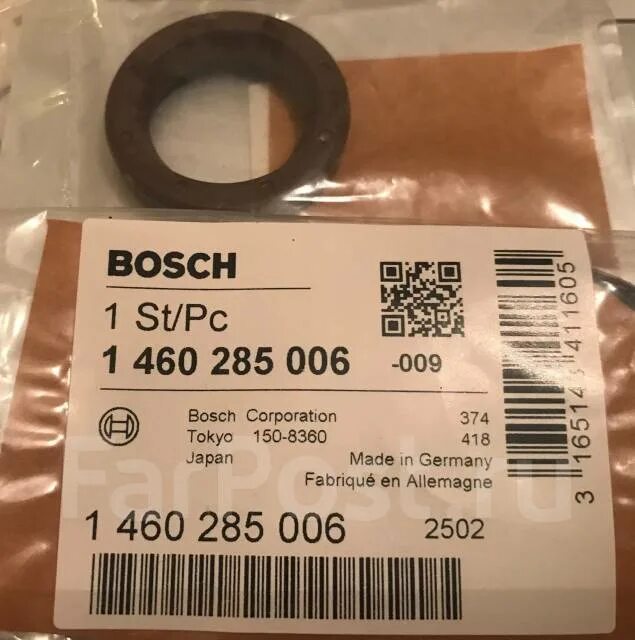 BOSCH
1 St/Pc
1 460 285 006 -009
Bosch Corporation 374
Tokyo 150-8360 418
Japan Made in Germany
Fabriqué en Allemagne
1 460 285 006 2502
3 165143 411605
FarPost.ru